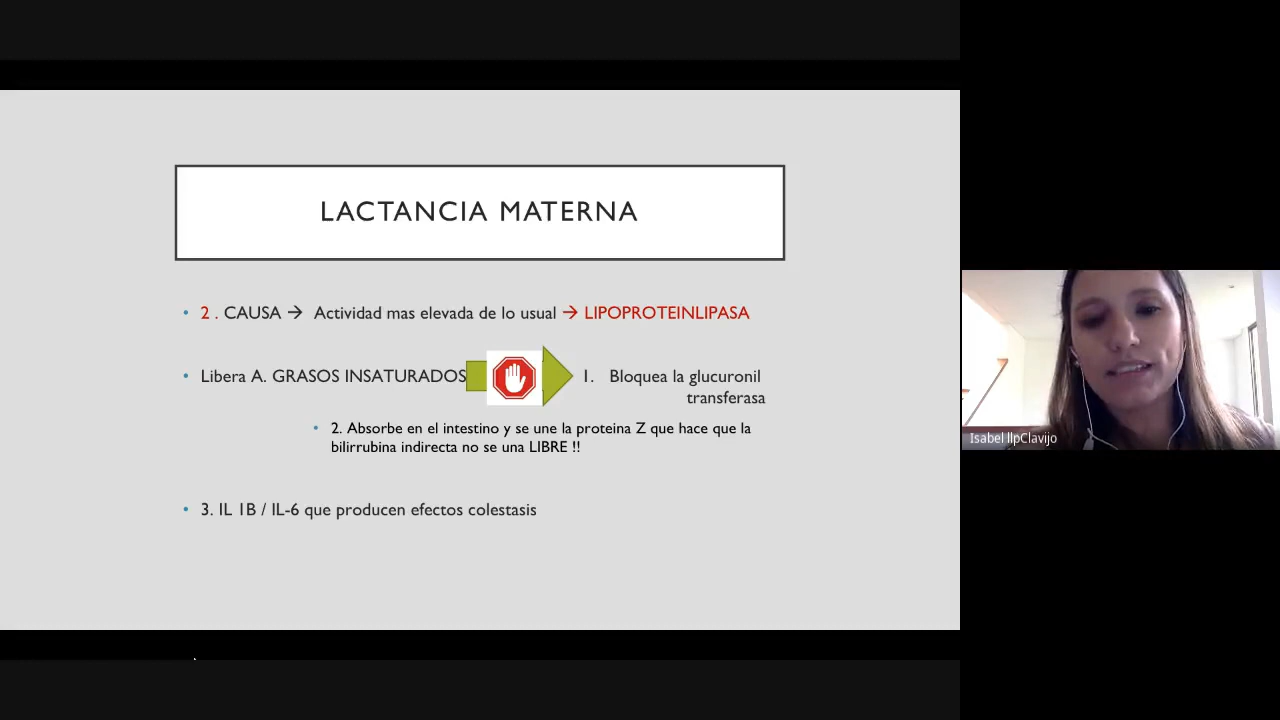 LACTANCIA MATERNA
• 2 . CAUSA → Actividad mas elevada de lo usual → LIPOPROTEINLIPASA
• Libera A. GRASOS INSATURADOS 1. Bloquea la glucuronil
transferasa
• 2. Absorbe en el intestino y se une la proteina Z que hace que la
bilirrubina indirecta no se una LIBRE !!
• 3. IL 1B / IL-6 que producen efectos colestasis
Isabel llpClavijo